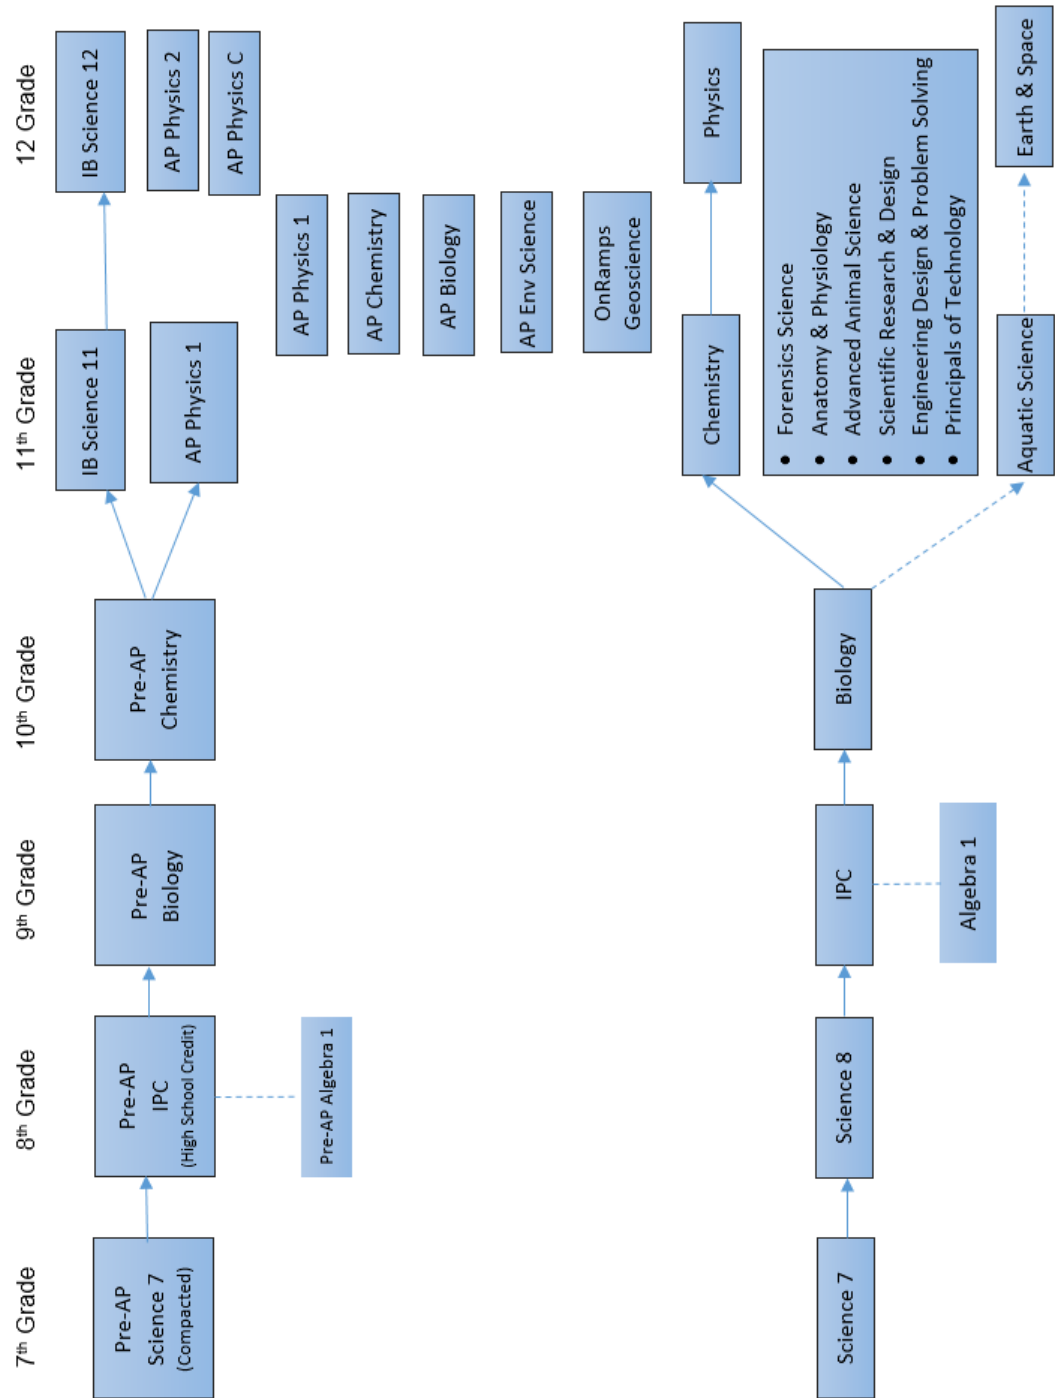 7th Grade
8th Grade
9th Grade
10th Grade
11th Grade
12 Grade
Pre-AP
Science 7
(Compacted)
Pre-AP
IPC
(High School Credit)
Pre-AP Algebra 1
Pre-AP
Biology
Pre-AP
Chemistry
IB Science 11
AP Physics 1
IB Science 12
AP Physics 2
AP Physics C
AP Physics 1
AP Chemistry
AP Biology
AP Env Science
OnRamps
Geoscience
Science 7
Science 8
IPC
Algebra 1
Biology
Chemistry
Physics
• Forensics Science
• Anatomy & Physiology
• Advanced Animal Science
• Scientific Research & Design
• Engineering Design & Problem Solving
• Principals of Technology
Aquatic Science
Earth & Space